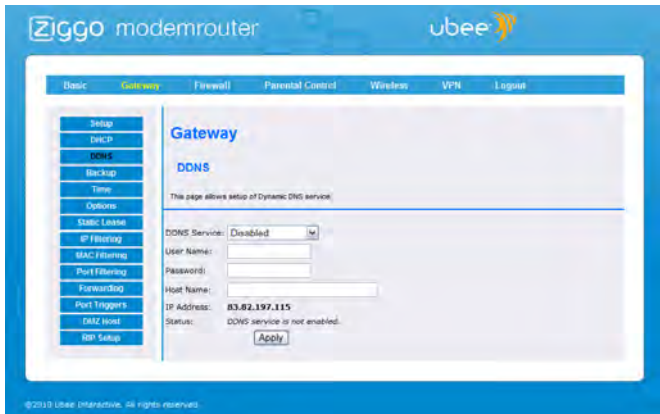 Ziggo modemrouter
ubee
Basic Gateway Firewall Parental Control Wireless VPN Logout
Setup
DHCP
DDNS
Backup
Time
Options
Static Lease
IP Filtering
MAC Filtering
Port Filtering
Forwarding
Port Triggers
DMZ Host
RIP Setup
Gateway
DDNS
This page allows setup of Dynamic DNS service.
DDNS Service: Disabled
User Name:
Password:
Host Name:
IP Address: 83.82.197.115
Status: DDNS service is not enabled.
Apply
©2010 Ubee Interactive. All rights reserved.